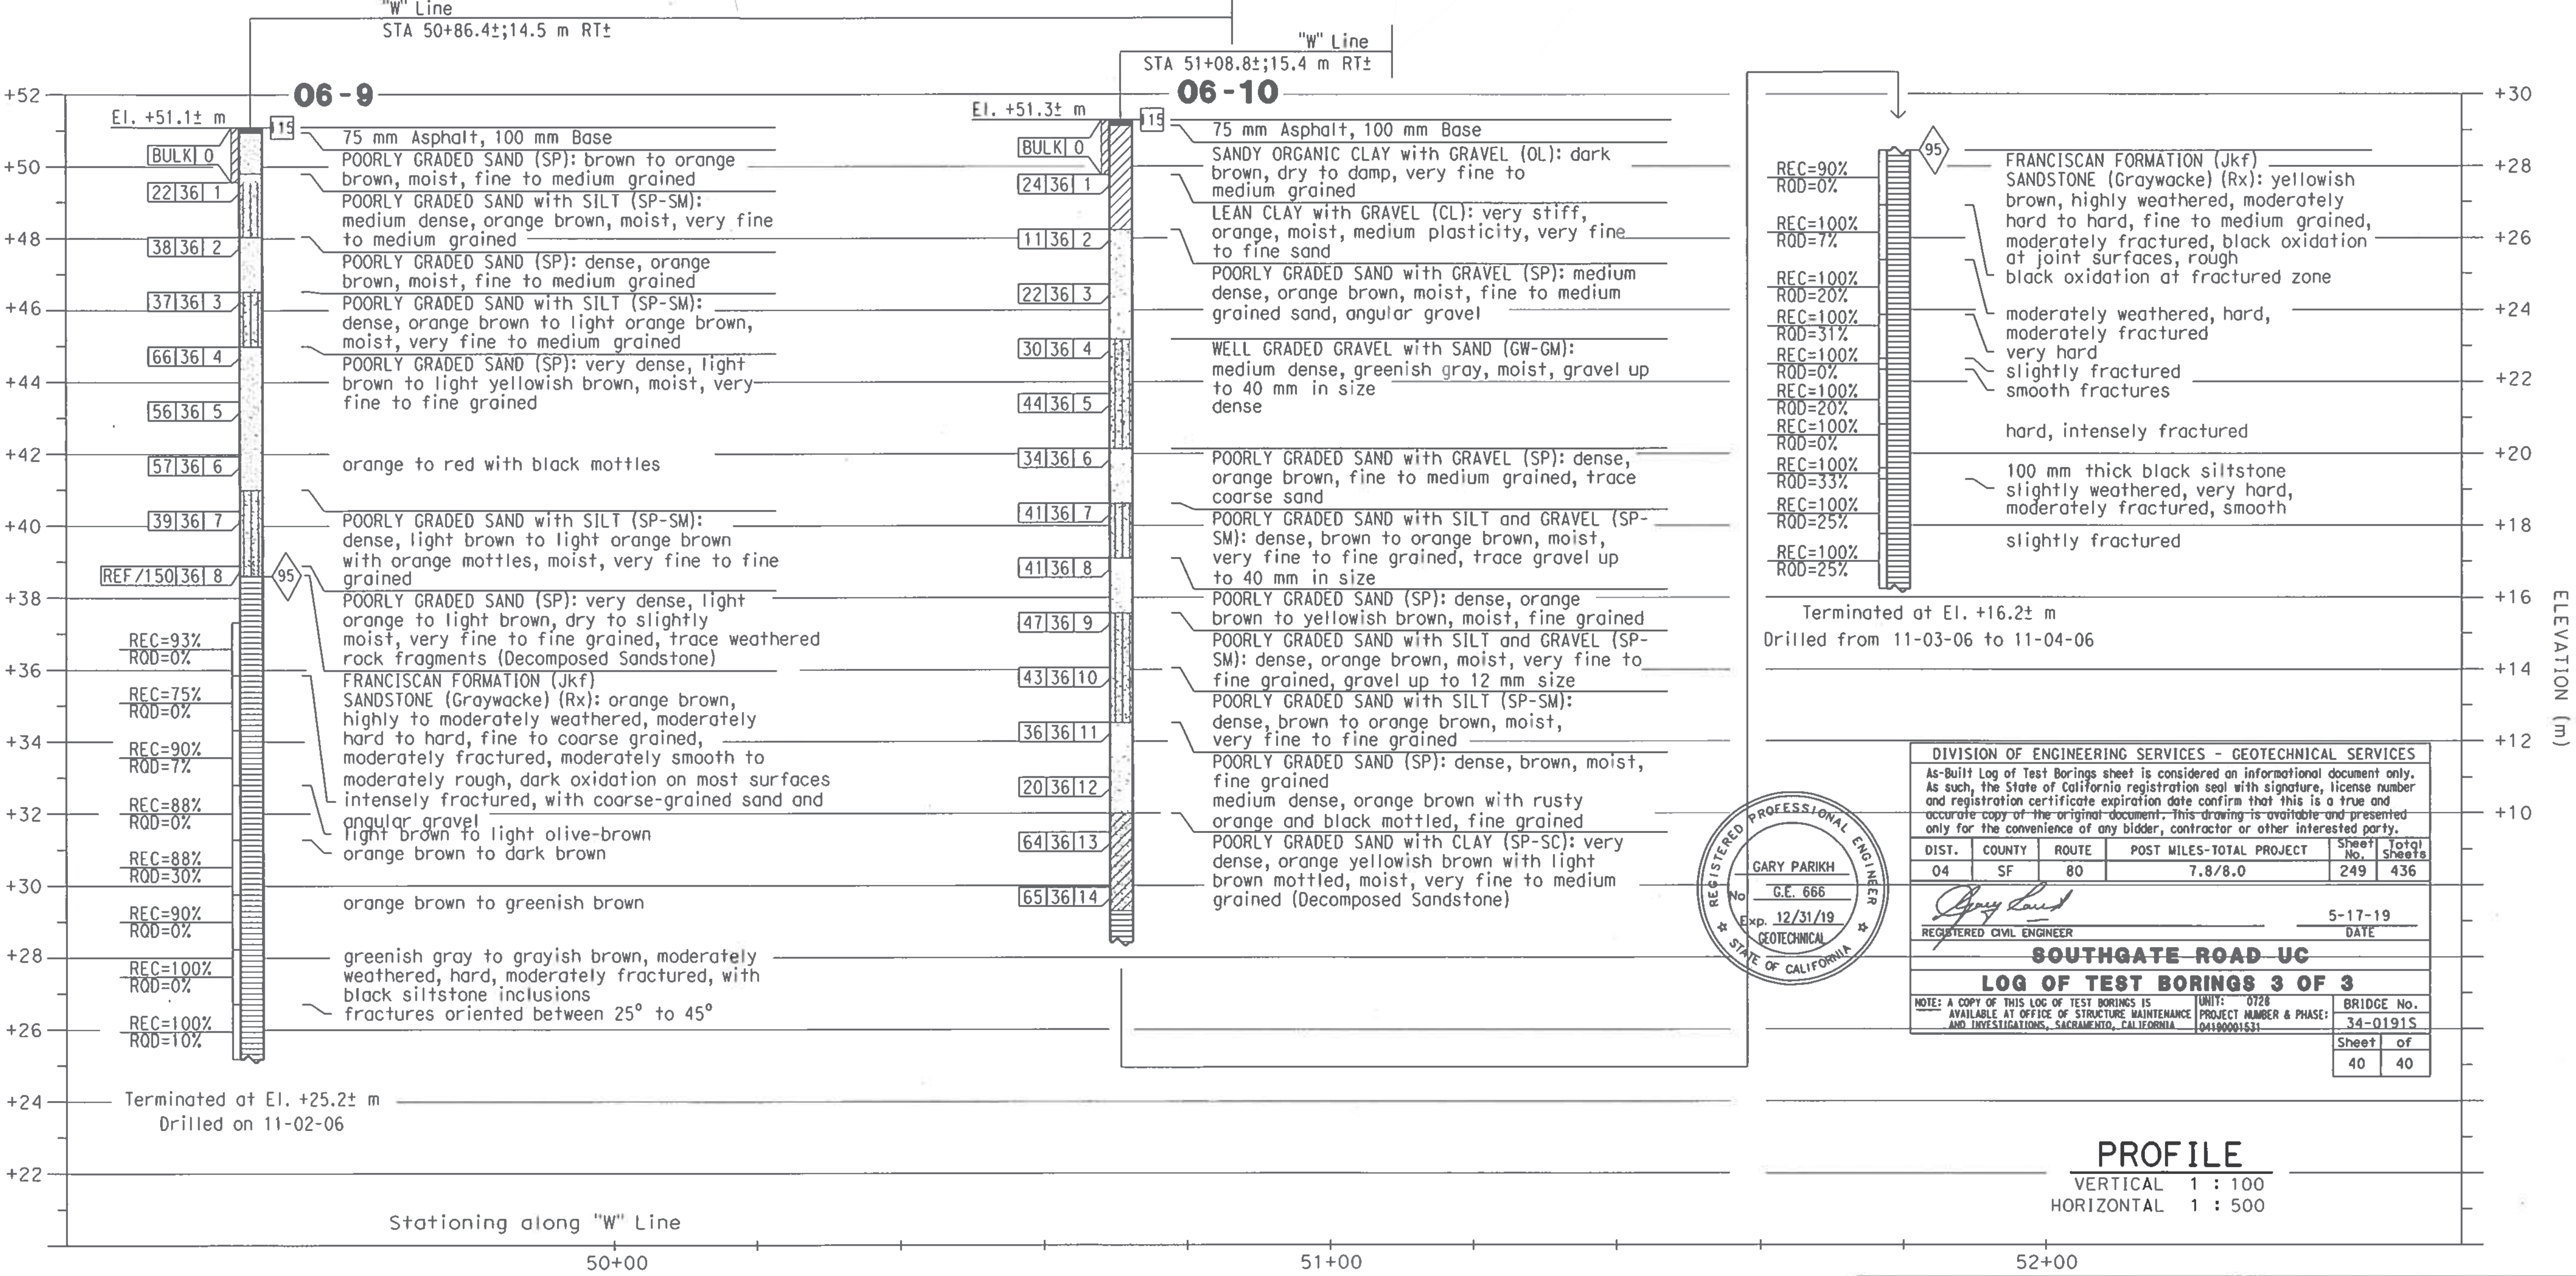 "W" Line
STA 50+86.4±;14.5 m RT±
"W" Line
STA 51+08.8±;15.4 m RT±
06-9
El. +51.1± m
115
75 mm Asphalt, 100 mm Base
POORLY GRADED SAND (SP): brown to orange
brown, moist, fine to medium grained
POORLY GRADED SAND with SILT (SP-SM):
medium dense, orange brown, moist, very fine
to medium grained
POORLY GRADED SAND (SP): dense, orange
brown, moist, fine to medium grained
POORLY GRADED SAND with SILT (SP-SM):
dense, orange brown to light orange brown,
moist, very fine to medium grained
POORLY GRADED SAND (SP): very dense, light
brown to light yellowish brown, moist, very
fine to fine grained
orange to red with black mottles
POORLY GRADED SAND with SILT (SP-SM):
dense, light brown to light orange brown
with orange mottles, moist, very fine to fine
grained
POORLY GRADED SAND (SP): very dense, light
orange to light brown, dry to slightly
moist, very fine to fine grained, trace weathered
rock fragments (Decomposed Sandstone)
FRANCISCAN FORMATION (Jkf)
SANDSTONE (Graywacke) (Rx): orange brown,
highly to moderately weathered, moderately
hard to hard, fine to coarse grained,
moderately fractured, moderately smooth to
moderately rough, dark oxidation on most surfaces
intensely fractured, with coarse-grained sand and
angular gravel
light brown to light olive-brown
orange brown to dark brown
orange brown to greenish brown
greenish gray to grayish brown, moderately
weathered, hard, moderately fractured, with
black siltstone inclusions
fractures oriented between 25° to 45°
BULK 0
22 36 1
38 36 2
37 36 3
66 36 4
56 36 5
57 36 6
39 36 7
REF/150 36 8
95
REC=93%
RQD=0%
REC=75%
RQD=0%
REC=90%
RQD=7%
REC=88%
RQD=0%
REC=88%
RQD=30%
REC=90%
RQD=0%
REC=100%
RQD=0%
REC=100%
RQD=10%
Terminated at El. +25.2± m
Drilled on 11-02-06
+52
+50
+48
+46
+44
+42
+40
+38
+36
+34
+32
+30
+28
+26
+24
+22
06-10
El. +51.3± m
115
75 mm Asphalt, 100 mm Base
SANDY ORGANIC CLAY with GRAVEL (OL): dark
brown, dry to damp, very fine to
medium grained
LEAN CLAY with GRAVEL (CL): very stiff,
orange, moist, medium plasticity, very fine
to fine sand
POORLY GRADED SAND with GRAVEL (SP): medium
dense, orange brown, moist, fine to medium
grained sand, angular gravel
WELL GRADED GRAVEL with SAND (GW-GM):
medium dense, greenish gray, moist, gravel up
to 40 mm in size
dense
POORLY GRADED SAND with GRAVEL (SP): dense,
orange brown, fine to medium grained, trace
coarse sand
POORLY GRADED SAND with SILT and GRAVEL (SP-
SM): dense, brown to orange brown, moist,
very fine to fine grained, trace gravel up
to 40 mm in size
POORLY GRADED SAND (SP): dense, orange
brown to yellowish brown, moist, fine grained
POORLY GRADED SAND with SILT and GRAVEL (SP-
SM): dense, orange brown, moist, very fine to
fine grained, gravel up to 12 mm size
POORLY GRADED SAND with SILT (SP-SM):
dense, brown to orange brown, moist,
very fine to fine grained
POORLY GRADED SAND (SP): dense, brown, moist,
fine grained
medium dense, orange brown with rusty
orange and black mottled, fine grained
POORLY GRADED SAND with CLAY (SP-SC): very
dense, orange yellowish brown with light
brown mottled, moist, very fine to medium
grained (Decomposed Sandstone)
BULK 0
24 36 1
11 36 2
22 36 3
30 36 4
44 36 5
34 36 6
41 36 7
41 36 8
47 36 9
43 36 10
36 36 11
20 36 12
64 36 13
65 36 14
95
FRANCISCAN FORMATION (Jkf)
SANDSTONE (Graywacke) (Rx): yellowish
brown, highly weathered, moderately
hard to hard, fine to medium grained,
moderately fractured, black oxidation
at joint surfaces, rough
black oxidation at fractured zone
moderately weathered, hard,
moderately fractured
very hard
slightly fractured
smooth fractures
hard, intensely fractured
100 mm thick black siltstone
slightly weathered, very hard,
moderately fractured, smooth
slightly fractured
REC=90%
RQD=0%
REC=100%
RQD=7%
REC=100%
RQD=20%
REC=100%
RQD=31%
REC=100%
RQD=0%
REC=100%
RQD=20%
REC=100%
RQD=0%
REC=100%
RQD=33%
REC=100%
RQD=25%
REC=100%
RQD=25%
Terminated at El. +16.2± m
Drilled from 11-03-06 to 11-04-06
+30
+28
+26
+24
+22
+20
+18
+16
+14
+12
+10
ELEVATION (m)
REGISTERED PROFESSIONAL ENGINEER
GARY PARIKH
No G.E. 666
Exp. 12/31/19
GEOTECHNICAL
STATE OF CALIFORNIA
DIVISION OF ENGINEERING SERVICES - GEOTECHNICAL SERVICES
As-Built Log of Test Borings sheet is considered an informational document only.
As such, the State of California registration seal with signature, license number
and registration certificate expiration date confirm that this is a true and
accurate copy of the original document. This drawing is available and presented
only for the convenience of any bidder, contractor or other interested party.
DIST. COUNTY ROUTE POST MILES-TOTAL PROJECT Sheet No. Total Sheets
04 SF 80 7.8/8.0 249 436
5-17-19
REGISTERED CIVIL ENGINEER DATE
SOUTHGATE ROAD UC
LOG OF TEST BORINGS 3 OF 3
NOTE: A COPY OF THIS LOG OF TEST BORINGS IS
AVAILABLE AT OFFICE OF STRUCTURE MAINTENANCE
AND INVESTIGATIONS, SACRAMENTO, CALIFORNIA
UNIT: 0728
PROJECT NUMBER & PHASE:
04190001531
BRIDGE No.
34-0191S
Sheet of
40 40
PROFILE
VERTICAL 1 : 100
HORIZONTAL 1 : 500
Stationing along "W" Line
50+00
51+00
52+00